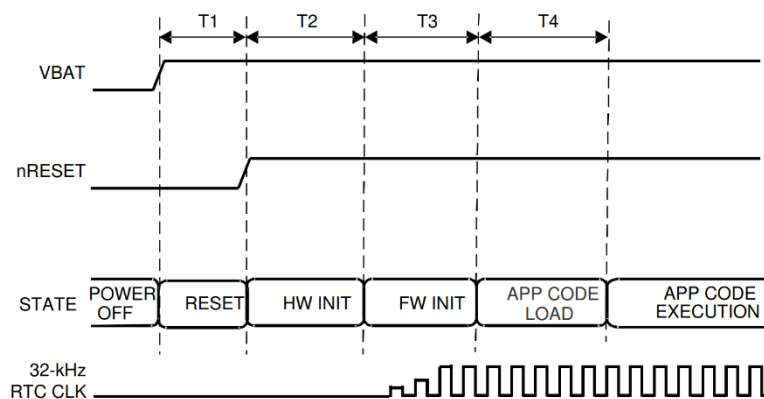 T1 T2 T3 T4
VBAT
nRESET
STATE
POWER
OFF
RESET
HW INIT
FW INIT
APP CODE
LOAD
APP CODE
EXECUTION
32-kHz
RTC CLK